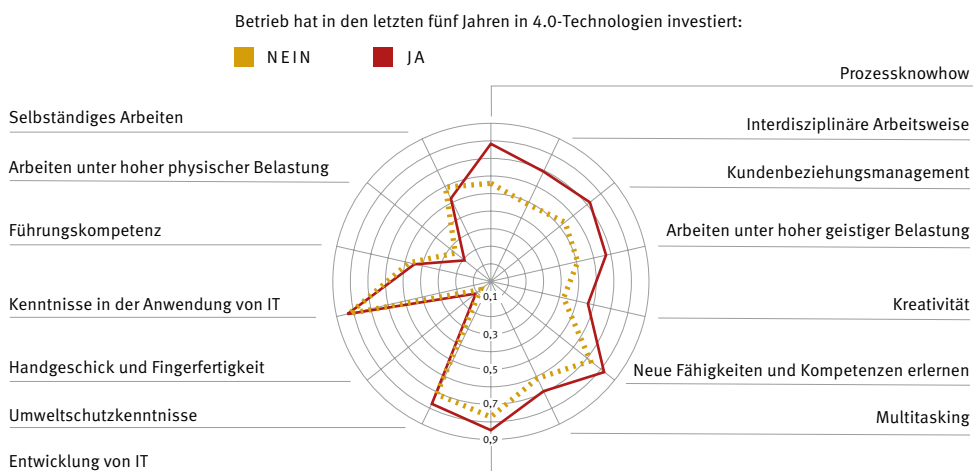 Betrieb hat in den letzten fünf Jahren in 4.0-Technologien investiert:
NEIN
JA
Prozessknowhow
Interdisziplinäre Arbeitsweise
Kundenbeziehungsmanagement
Arbeiten unter hoher geistiger Belastung
Kreativität
Neue Fähigkeiten und Kompetenzen erlernen
Multitasking
Selbständiges Arbeiten
Arbeiten unter hoher physischer Belastung
Führungskompetenz
Kenntnisse in der Anwendung von IT
Handgeschick und Fingerfertigkeit
Umweltschutzkenntnisse
Entwicklung von IT
0,1
0,3
0,5
0,7
0,9